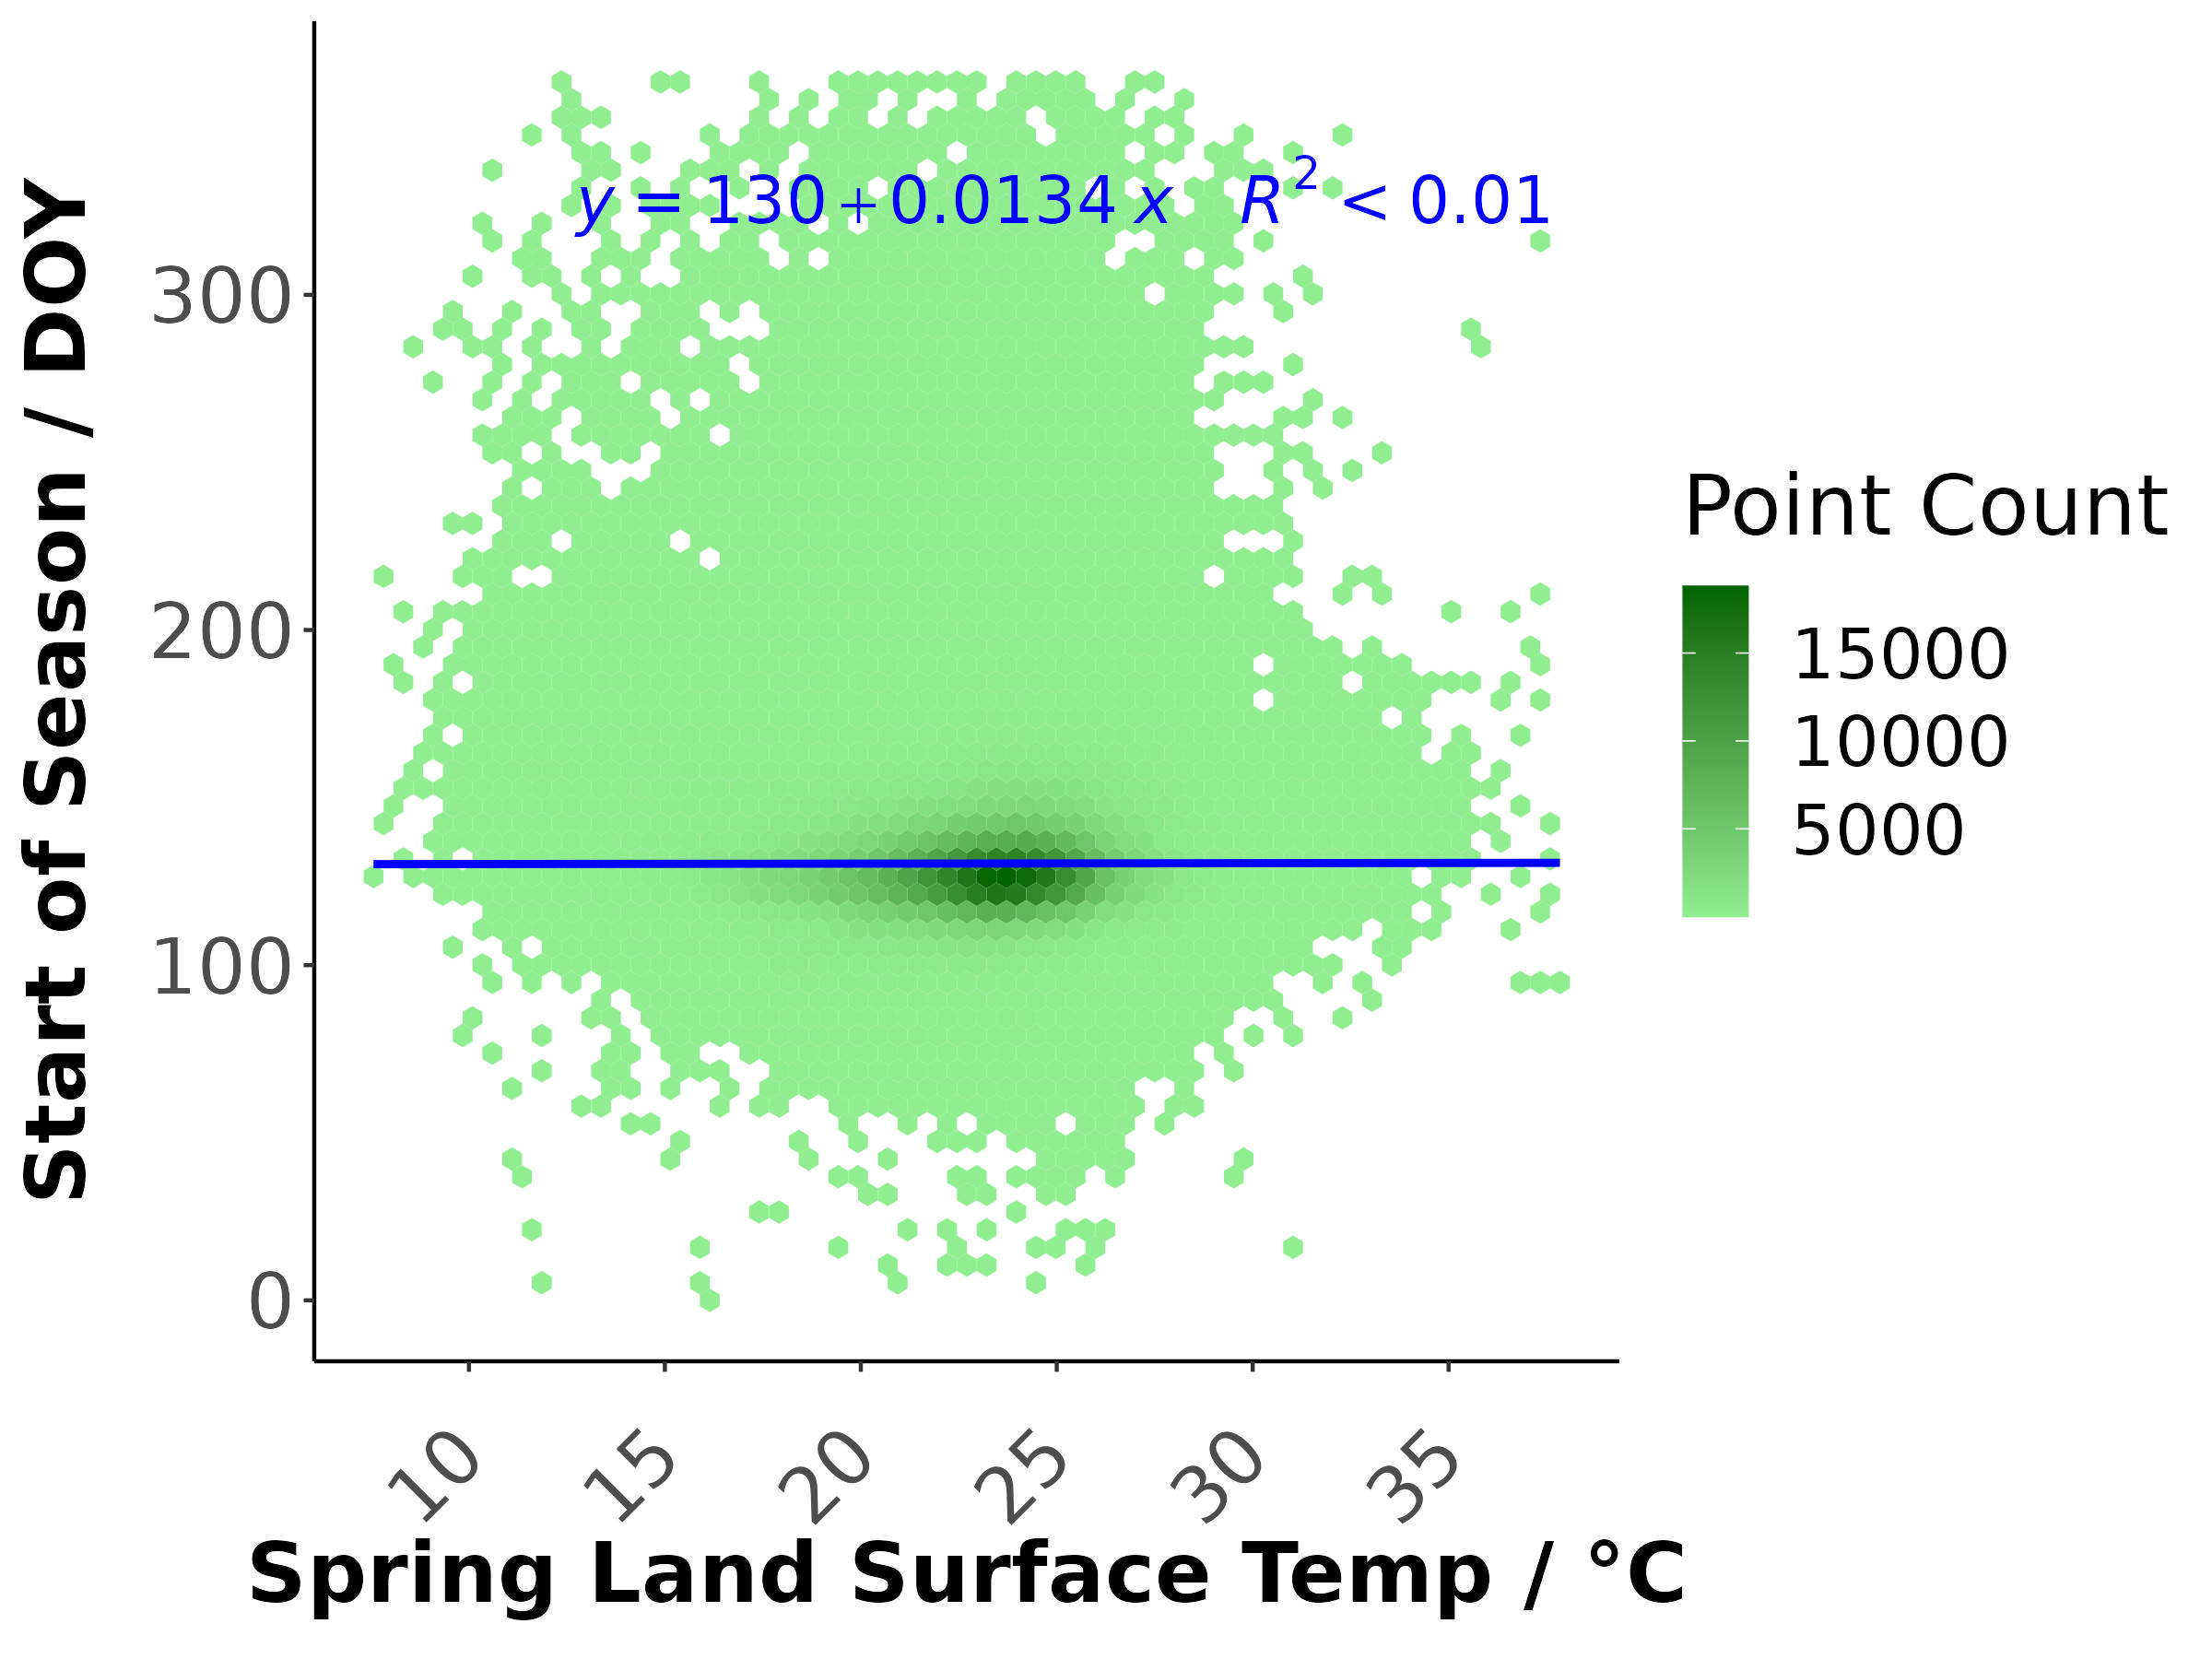 y = 130 + 0.0134 x R² < 0.01
Start of Season / DOY
300
200
100
0
10 15 20 25 30 35
Spring Land Surface Temp / °C
Point Count
15000
10000
5000